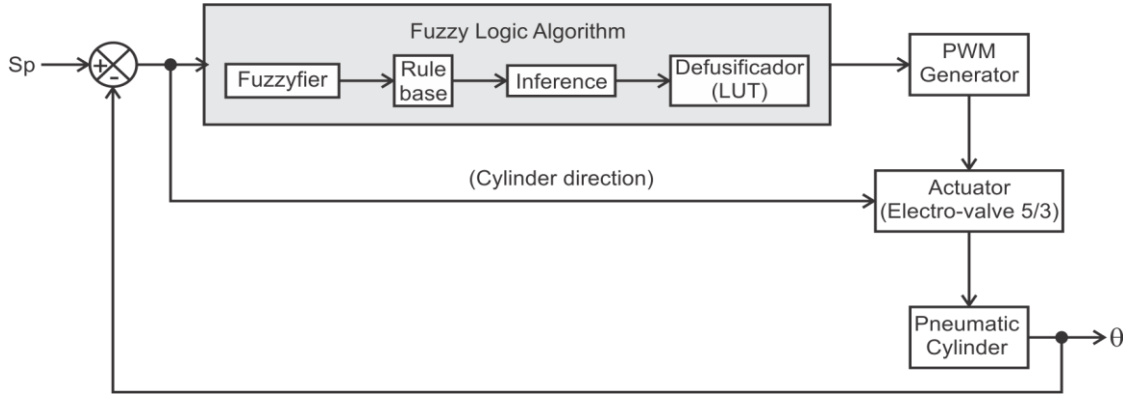 Fuzzy Logic Algorithm
PWM
Generator
Sp
+
-
Fuzzyfier
Rule
base
Inference
Defusificador
(LUT)
(Cylinder direction)
Actuator
(Electro-valve 5/3)
Pneumatic
Cylinder
θ